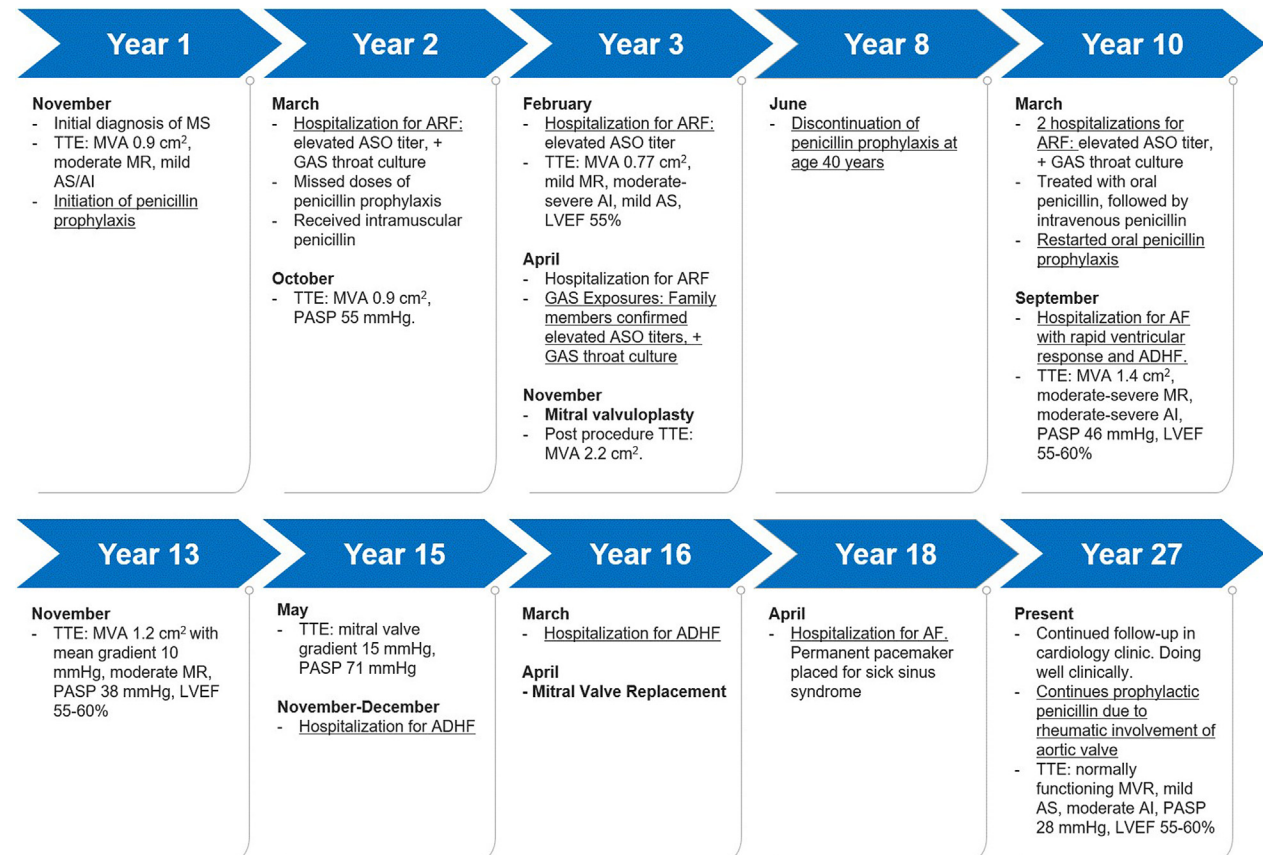 Year 1
November
- Initial diagnosis of MS
- TTE: MVA 0.9 cm², moderate MR, mild AS/AI
- Initiation of penicillin prophylaxis
Year 2
March
- Hospitalization for ARF: elevated ASO titer, + GAS throat culture
- Missed doses of penicillin prophylaxis
- Received intramuscular penicillin
October
- TTE: MVA 0.9 cm², PASP 55 mmHg.
Year 3
February
- Hospitalization for ARF: elevated ASO titer
- TTE: MVA 0.77 cm², mild MR, moderate-severe AI, mild AS, LVEF 55%
April
- Hospitalization for ARF
- GAS Exposures: Family members confirmed elevated ASO titers, + GAS throat culture
November
- Mitral valvuloplasty
- Post procedure TTE: MVA 2.2 cm².
Year 8
June
- Discontinuation of penicillin prophylaxis at age 40 years
Year 10
March
- 2 hospitalizations for ARF: elevated ASO titer, + GAS throat culture
- Treated with oral penicillin, followed by intravenous penicillin
- Restarted oral penicillin prophylaxis
September
- Hospitalization for AF with rapid ventricular response and ADHF.
- TTE: MVA 1.4 cm², moderate-severe MR, moderate-severe AI, PASP 46 mmHg, LVEF 55-60%
Year 13
November
- TTE: MVA 1.2 cm² with mean gradient 10 mmHg, moderate MR, PASP 38 mmHg, LVEF 55-60%
Year 15
May
- TTE: mitral valve gradient 15 mmHg, PASP 71 mmHg
November-December
- Hospitalization for ADHF
Year 16
March
- Hospitalization for ADHF
April
- Mitral Valve Replacement
Year 18
April
- Hospitalization for AF. Permanent pacemaker placed for sick sinus syndrome
Year 27
Present
- Continued follow-up in cardiology clinic. Doing well clinically.
- Continues prophylactic penicillin due to rheumatic involvement of aortic valve
- TTE: normally functioning MVR, mild AS, moderate AI, PASP 28 mmHg, LVEF 55-60%